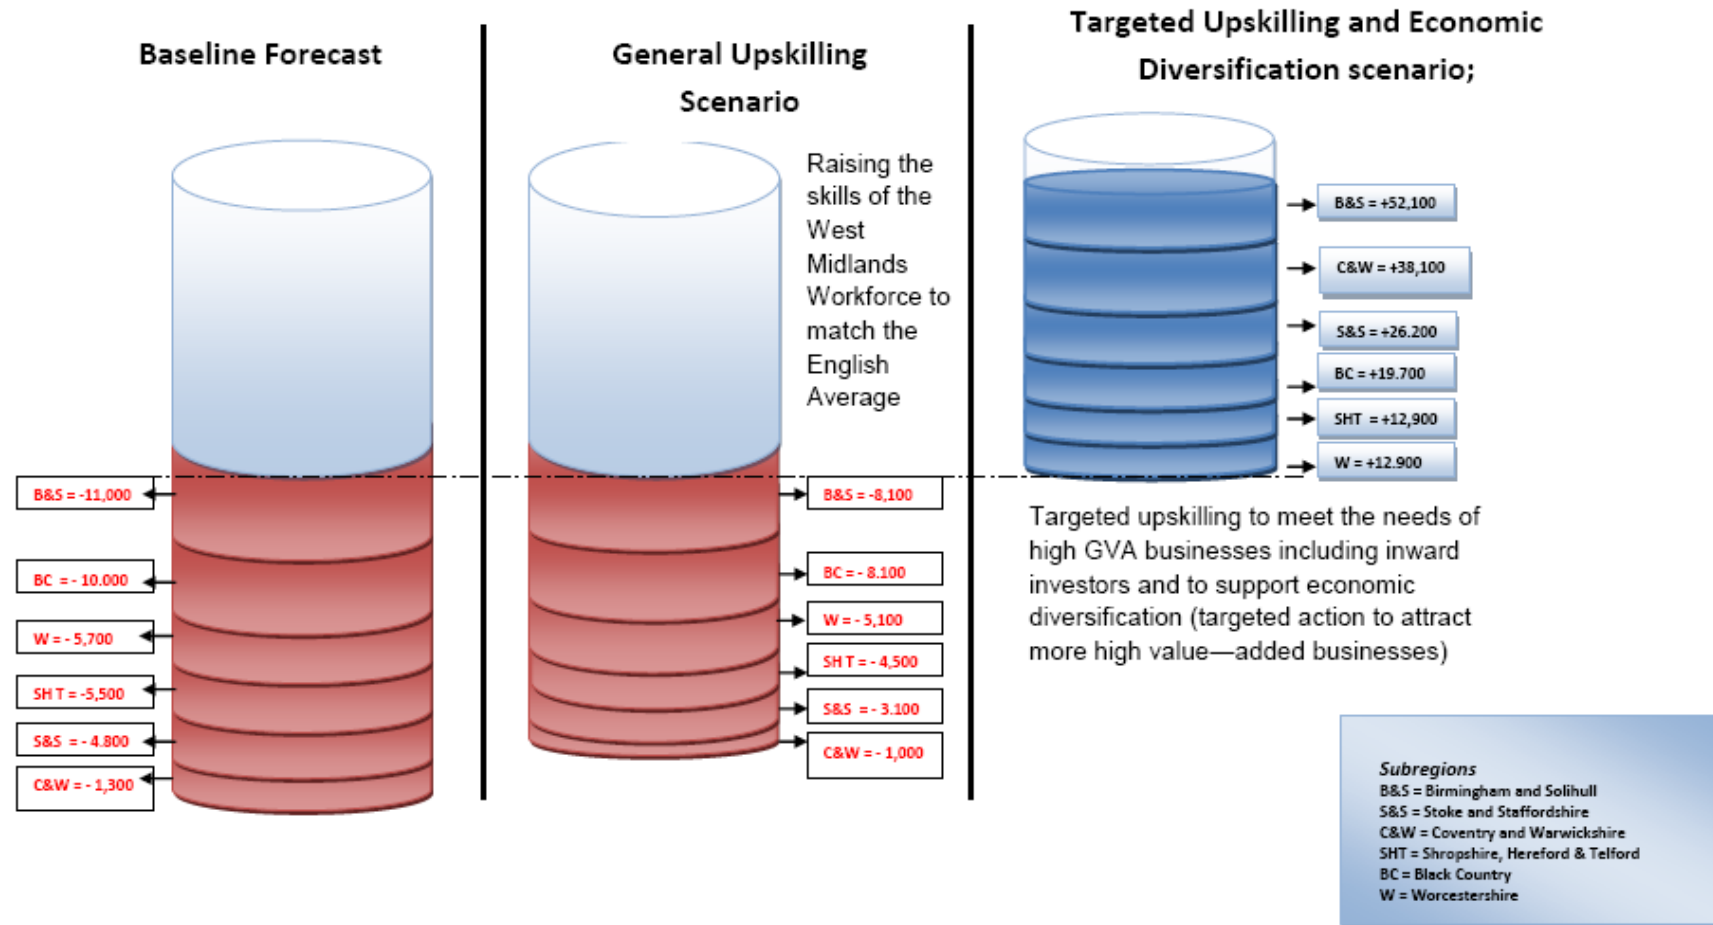 Baseline Forecast
B&S = -11,000
BC = - 10.000
W = - 5,700
SH T = -5,500
S&S = - 4.800
C&W = - 1,300
General Upskilling
Scenario
Raising the
skills of the
West
Midlands
Workforce to
match the
English
Average
B&S = -8,100
BC = - 8.100
W = - 5,100
SH T = - 4,500
S&S = - 3.100
C&W = - 1,000
Targeted Upskilling and Economic
Diversification scenario;
B&S = +52,100
C&W = +38,100
S&S = +26.200
BC = +19.700
SHT = +12,900
W = +12.900
Targeted upskilling to meet the needs of
high GVA businesses including inward
investors and to support economic
diversification (targeted action to attract
more high value—added businesses)
Subregions
B&S = Birmingham and Solihull
S&S = Stoke and Staffordshire
C&W = Coventry and Warwickshire
SHT = Shropshire, Hereford & Telford
BC = Black Country
W = Worcestershire